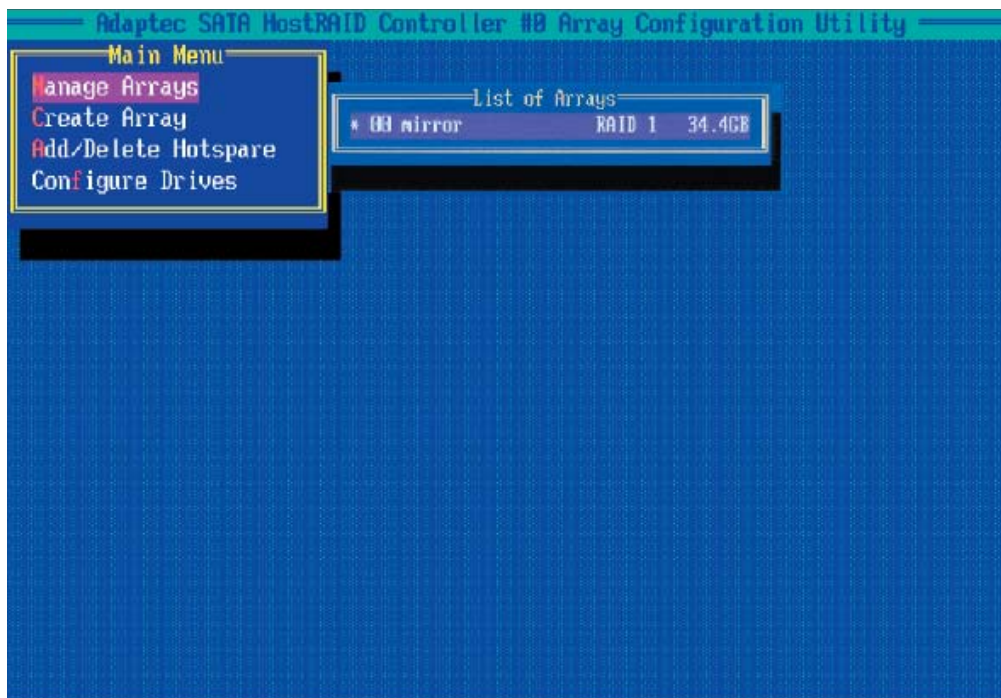 Adaptec SATA HostRAID Controller #0 Array Configuration Utility
Main Menu
Manage Arrays
Create Array
Add/Delete Hotspare
Configure Drives
List of Arrays
* 00 mirror RAID 1 34.4GB